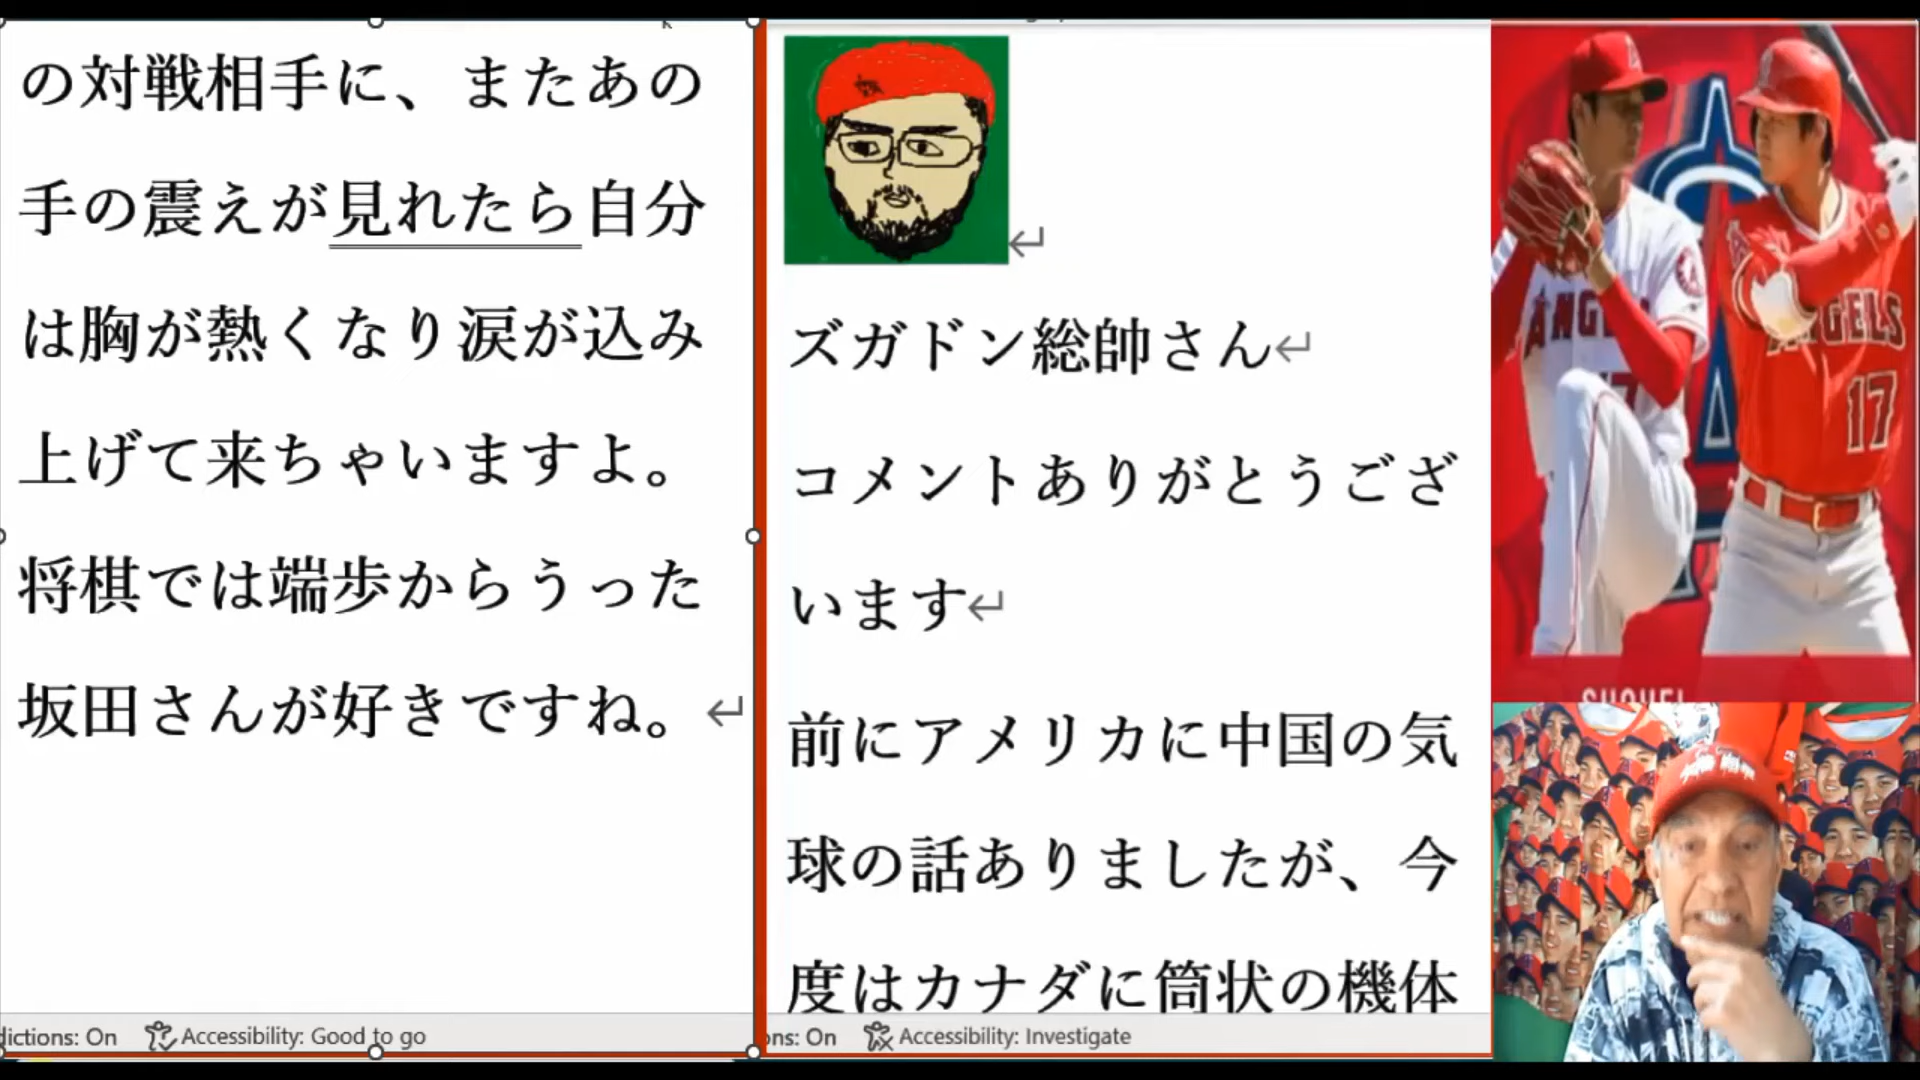 の対戦相手に、またあの
手の震えが見れたら自分
は胸が熱くなり涙が込み
上げて来ちゃいますよ。
将棋では端歩からうった
坂田さんが好きですね。
dictions: On
Accessibility: Good to go
ズガドン総帥さん
コメントありがとうござ
います
前にアメリカに中国の気
球の話ありましたが、今
度はカナダに筒状の機体
ons: On
Accessibility: Investigate
ANGELS
17